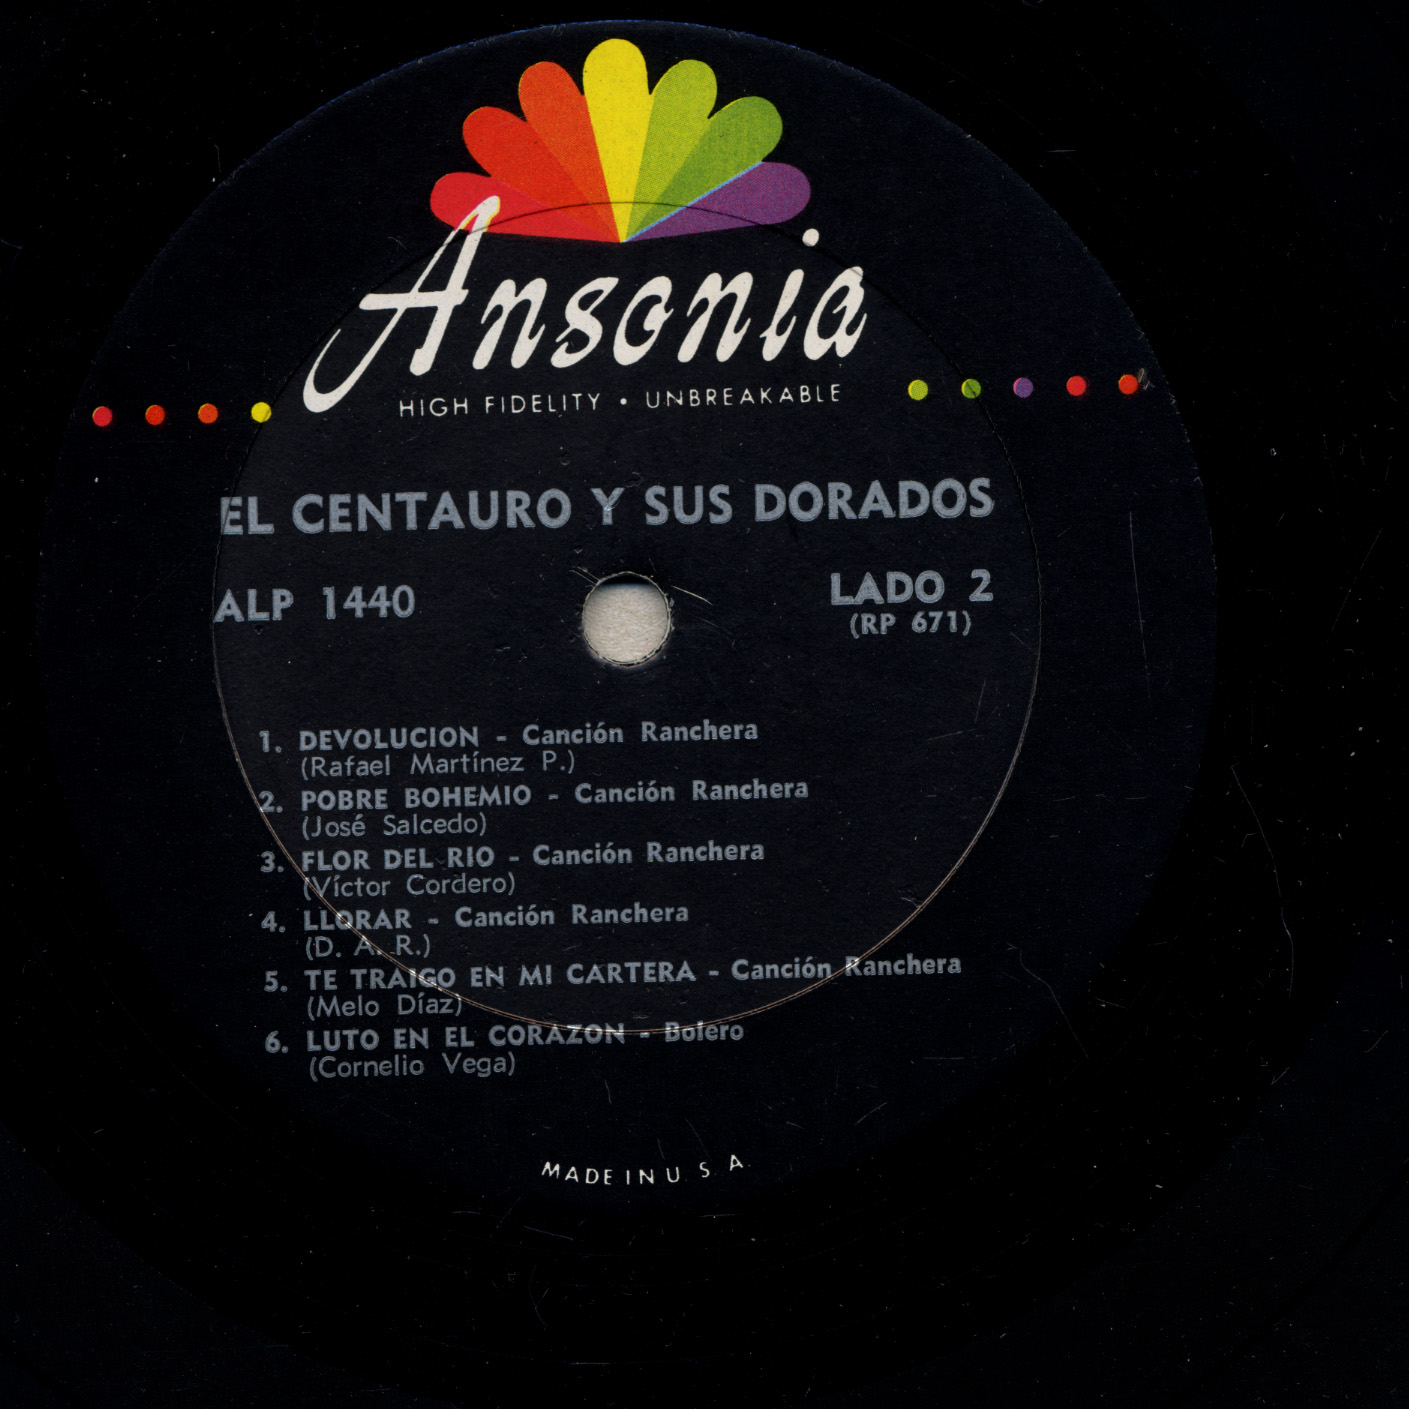 Ansonia
HIGH FIDELITY • UNBREAKABLE
EL CENTAURO Y SUS DORADOS
ALP 1440
LADO 2
(RP 671)
1. DEVOLUCION - Canción Ranchera
(Rafael Martínez P.)
2. POBRE BOHEMIO - Canción Ranchera
(José Salcedo)
3. FLOR DEL RIO - Canción Ranchera
(Víctor Cordero)
4. LLORAR - Canción Ranchera
(D. A. R.)
5. TE TRAIGO EN MI CARTERA - Canción Ranchera
(Melo Díaz)
6. LUTO EN EL CORAZON - Bolero
(Cornelio Vega)
MADE IN U. S. A.